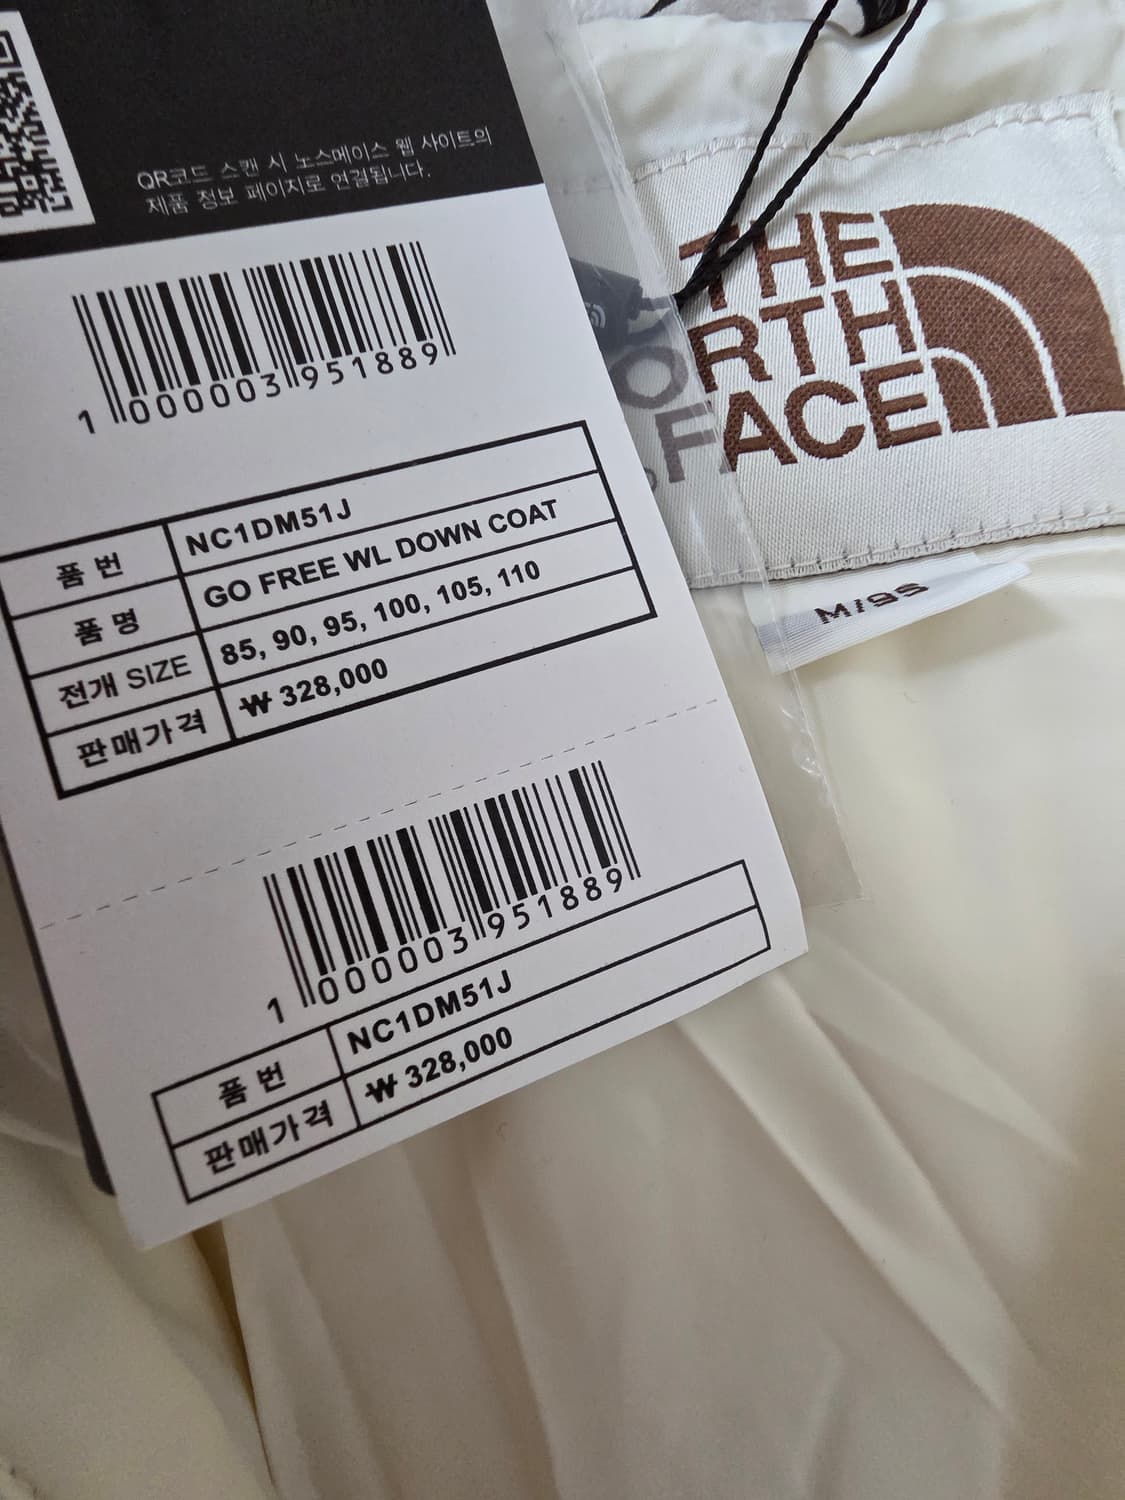 QR코드 스캔 시 노스페이스 웹 사이트의
제품 정보 페이지로 연결됩니다.
1 000003 951889
품 번 NC1DM51J
품 명 GO FREE WL DOWN COAT
전개 SIZE 85, 90, 95, 100, 105, 110
판매가격 ₩ 328,000
1 000003 951889
품 번 NC1DM51J
판매가격 ₩ 328,000
THE
ORTH
FACE
M/95